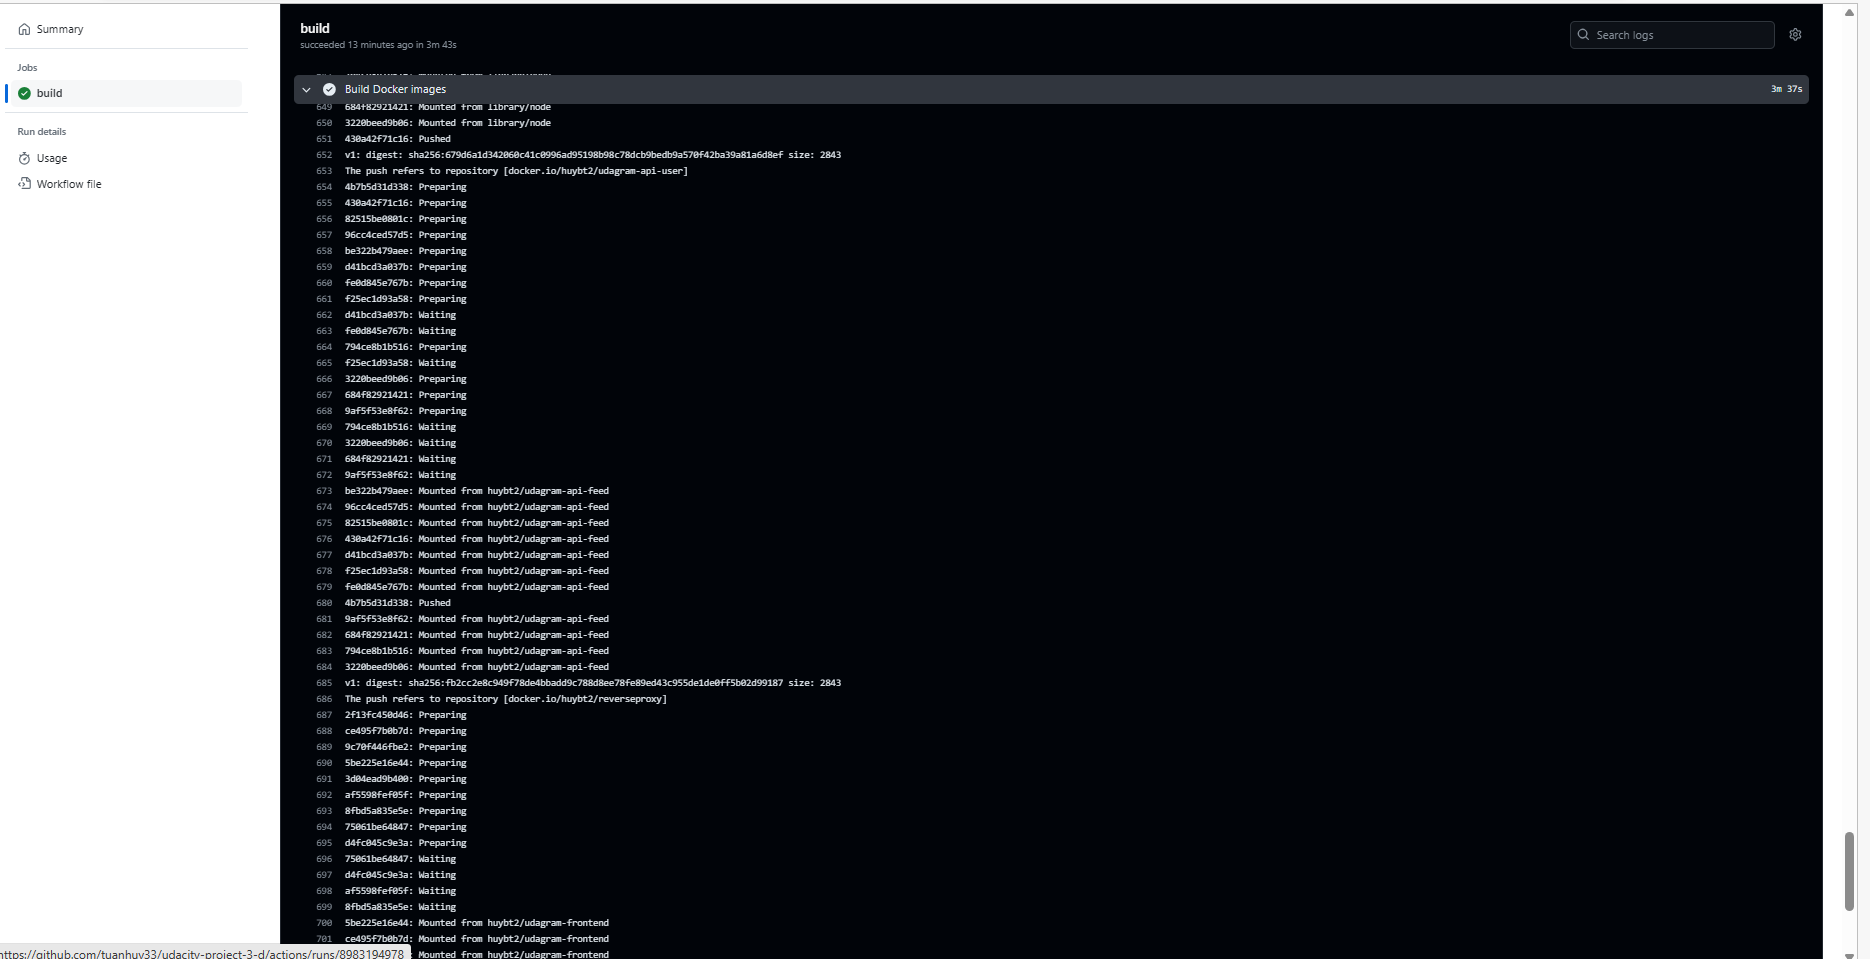 Summary
Jobs
build
Run details
Usage
Workflow file
build
succeeded 13 minutes ago in 3m 43s
Search logs
Build Docker images
3m 37s
649 684f82921421: Mounted from library/node
650 3220beed9b06: Mounted from library/node
651 430a42f71c16: Pushed
652 v1: digest: sha256:679d6a1d342060c41c0996ad95198b98c78dcb9bedb9a570f42ba39a81a6d8ef size: 2843
653 The push refers to repository [docker.io/huybt2/udagram-api-user]
654 4b7b5d31d338: Preparing
655 430a42f71c16: Preparing
656 82515be0801c: Preparing
657 96cc4ced57d5: Preparing
658 be322b479aee: Preparing
659 d41bcd3a037b: Preparing
660 fe0d845e767b: Preparing
661 f25ec1d93a58: Preparing
662 d41bcd3a037b: Waiting
663 fe0d845e767b: Waiting
664 794ce8b1b516: Preparing
665 f25ec1d93a58: Waiting
666 3220beed9b06: Preparing
667 684f82921421: Preparing
668 9af5f53e8f62: Preparing
669 794ce8b1b516: Waiting
670 3220beed9b06: Waiting
671 684f82921421: Waiting
672 9af5f53e8f62: Waiting
673 be322b479aee: Mounted from huybt2/udagram-api-feed
674 96cc4ced57d5: Mounted from huybt2/udagram-api-feed
675 82515be0801c: Mounted from huybt2/udagram-api-feed
676 430a42f71c16: Mounted from huybt2/udagram-api-feed
677 d41bcd3a037b: Mounted from huybt2/udagram-api-feed
678 f25ec1d93a58: Mounted from huybt2/udagram-api-feed
679 fe0d845e767b: Mounted from huybt2/udagram-api-feed
680 4b7b5d31d338: Pushed
681 9af5f53e8f62: Mounted from huybt2/udagram-api-feed
682 684f82921421: Mounted from huybt2/udagram-api-feed
683 794ce8b1b516: Mounted from huybt2/udagram-api-feed
684 3220beed9b06: Mounted from huybt2/udagram-api-feed
685 v1: digest: sha256:fb2cc2e8c949f78de4bbadd9c788d8ee78fe89ed43c955de1de0ff5b02d99187 size: 2843
686 The push refers to repository [docker.io/huybt2/reverseproxy]
687 2f13fc450d46: Preparing
688 ce495f7b0b7d: Preparing
689 9c70f446fbe2: Preparing
690 5be225e16e44: Preparing
691 3d04ead9b400: Preparing
692 af5598fef05f: Preparing
693 8fbd5a835e5e: Preparing
694 75061be64847: Preparing
695 d4fc045c9e3a: Preparing
696 75061be64847: Waiting
697 d4fc045c9e3a: Waiting
698 af5598fef05f: Waiting
699 8fbd5a835e5e: Waiting
700 5be225e16e44: Mounted from huybt2/udagram-frontend
701 ce495f7b0b7d: Mounted from huybt2/udagram-frontend
: Mounted from huybt2/udagram-frontend
https://github.com/tuanhuy33/udacity-project-3-d/actions/runs/8983194978